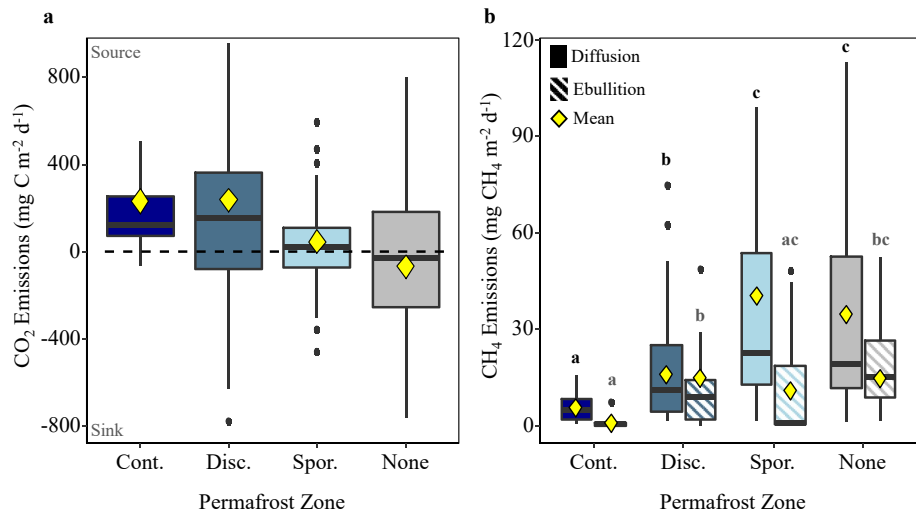 a
Source
800
400
0
-400
-800
Sink
CO2 Emissions (mg C m-2 d-1)
Cont. Disc. Spor. None
Permafrost Zone
b
Diffusion
Ebullition
Mean
120
90
60
30
0
CH4 Emissions (mg CH4 m-2 d-1)
a
a
b
b
c
ac
c
bc
Cont. Disc. Spor. None
Permafrost Zone